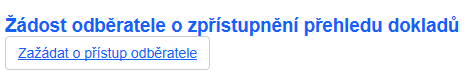 Žádost odběratele o zpřístupnění přehledu dokladů
Zažádat o přístup odběratele